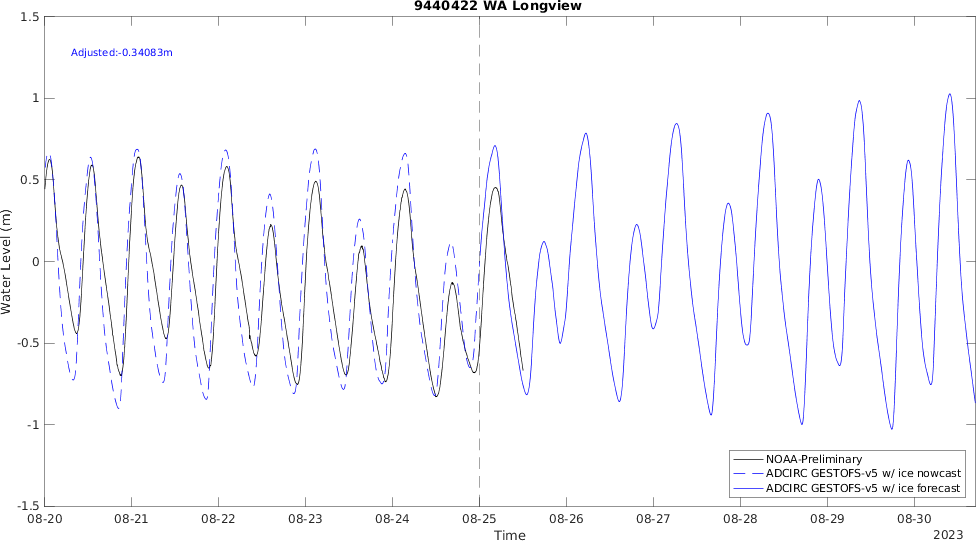 9440422 WA Longview
Adjusted:-0.34083m
Water Level (m)
1.5
1
0.5
0
-0.5
-1
-1.5
NOAA-Preliminary
ADCIRC GESTOFS-v5 w/ ice nowcast
ADCIRC GESTOFS-v5 w/ ice forecast
08-20 08-21 08-22 08-23 08-24 08-25 08-26 08-27 08-28 08-29 08-30
Time
2023